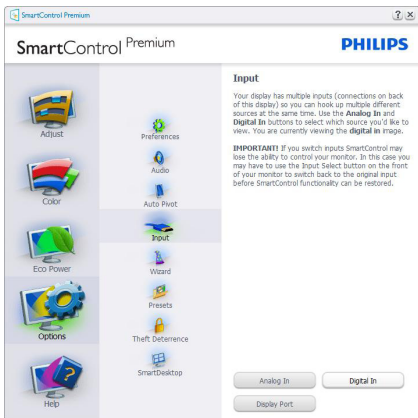 SmartControl Premium
SmartControl Premium
PHILIPS
Adjust
Color
Eco Power
Options
Help
Preferences
Audio
Auto Pivot
Input
Wizard
Presets
Theft Deterrence
SmartDesktop
Input
Your display has multiple inputs (connections on back
of this display) so you can hook up multiple different
sources at the same time. Use the Analog In and
Digital In buttons to select which source you'd like to
view. You are currently viewing the digital in image.
IMPORTANT! If you switch inputs SmartControl may
lose the ability to control your monitor. In this case you
may have to use the Input Select button on the front
of your monitor to switch back to the original input
before SmartControl functionality can be restored.
Analog In
Digital In
Display Port